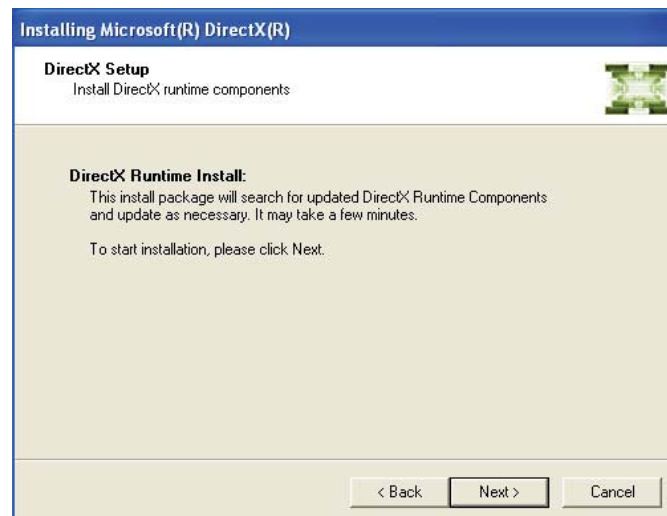 Installing Microsoft(R) DirectX(R)
DirectX Setup
Install DirectX runtime components
DirectX Runtime Install:
This install package will search for updated DirectX Runtime Components
and update as necessary. It may take a few minutes.
To start installation, please click Next.
< Back
Next >
Cancel